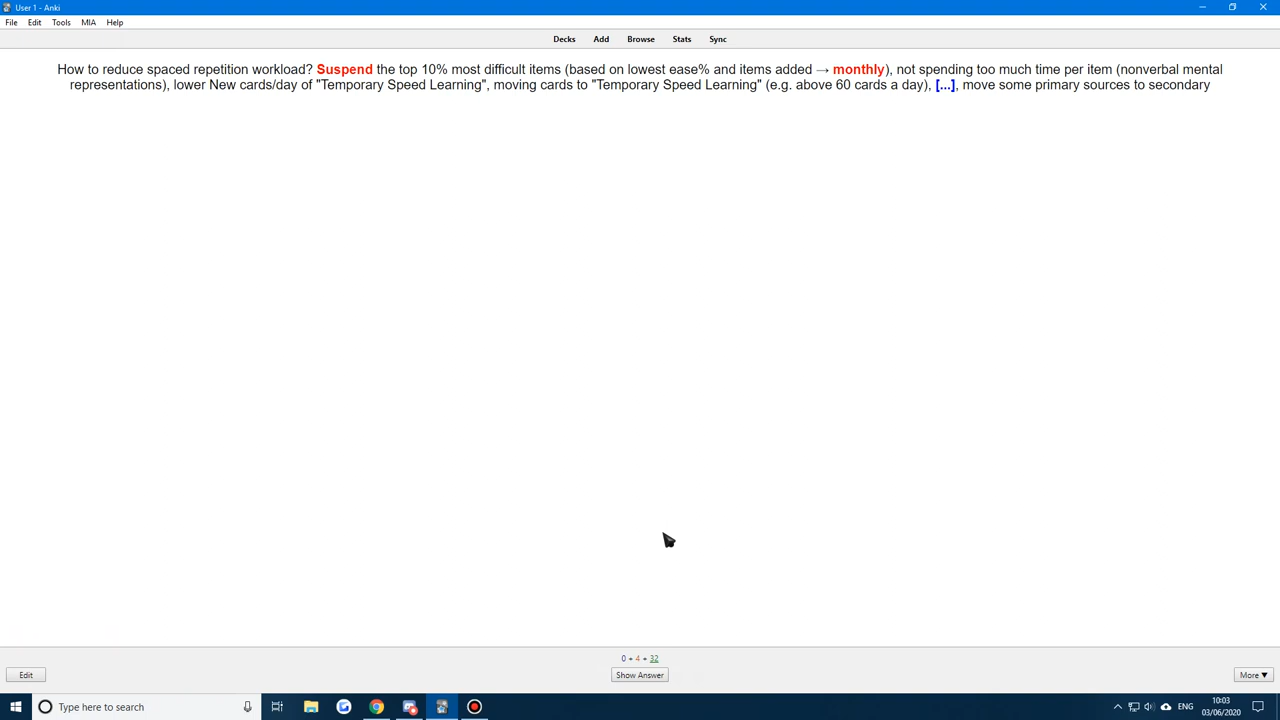 User 1 - Anki
File Edit Tools MIA Help
Decks Add Browse Stats Sync
How to reduce spaced repetition workload? Suspend the top 10% most difficult items (based on lowest ease% and items added → monthly), not spending too much time per item (nonverbal mental
representations), lower New cards/day of "Temporary Speed Learning", moving cards to "Temporary Speed Learning" (e.g. above 60 cards a day), [...], move some primary sources to secondary
0 + 4 + 32
Edit Show Answer More ▼
Type here to search
ENG
10:03
03/06/2020